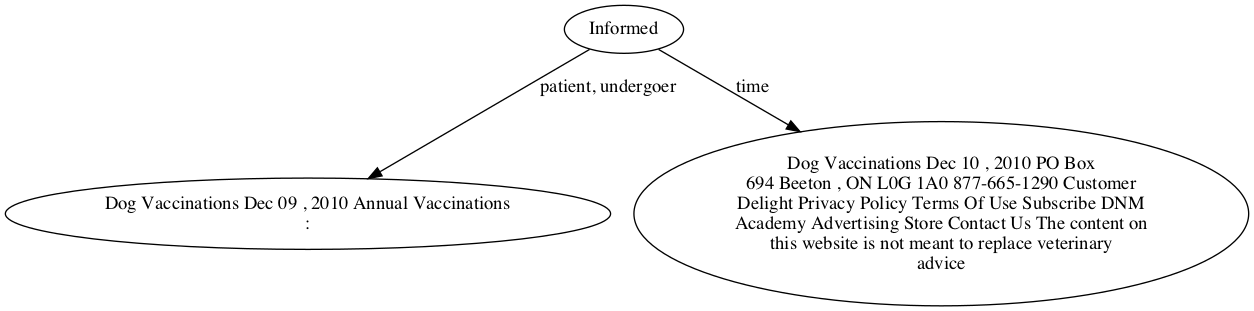 Informed
patient, undergoer
time
Dog Vaccinations Dec 09 , 2010 Annual Vaccinations
:
Dog Vaccinations Dec 10 , 2010 PO Box
694 Beeton , ON L0G 1A0 877-665-1290 Customer
Delight Privacy Policy Terms Of Use Subscribe DNM
Academy Advertising Store Contact Us The content on
this website is not meant to replace veterinary
advice